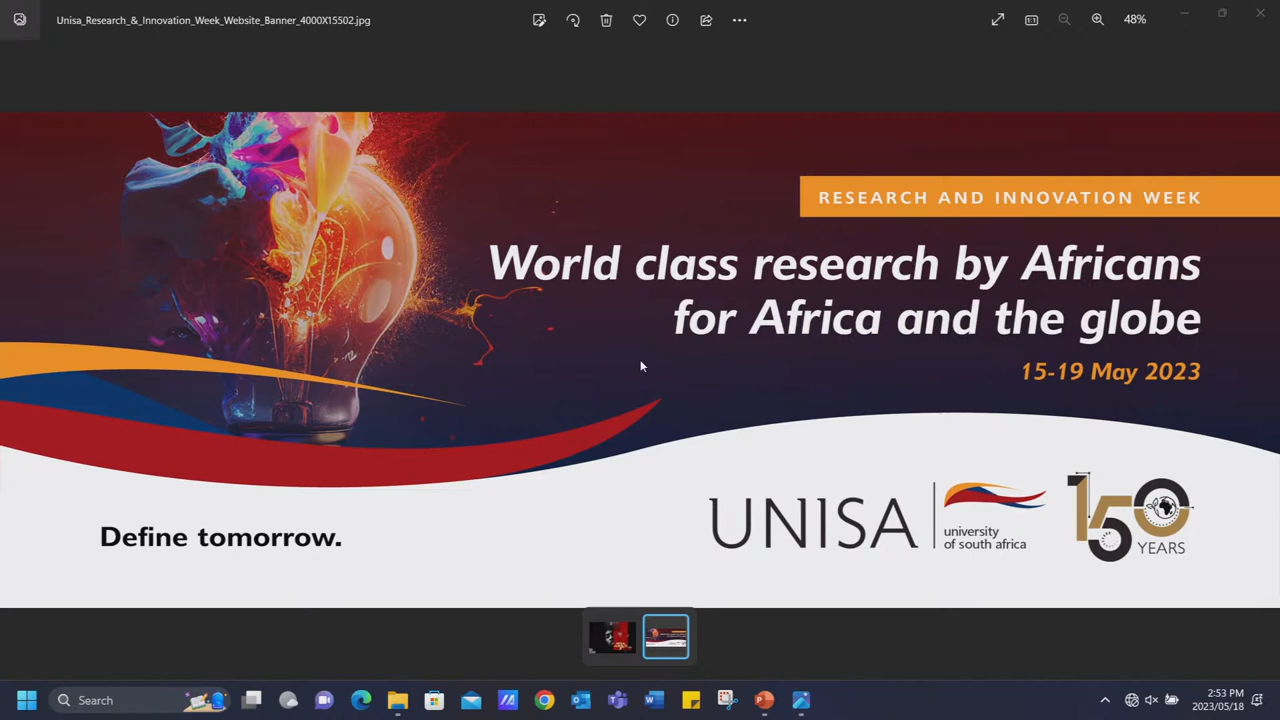 Unisa_Research_&_Innovation_Week_Website_Banner_4000X15502.jpg
48%
RESEARCH AND INNOVATION WEEK
World class research by Africans
for Africa and the globe
15-19 May 2023
Define tomorrow.
UNISA
university
of south africa
150
YEARS
Search
2:53 PM
2023/05/18